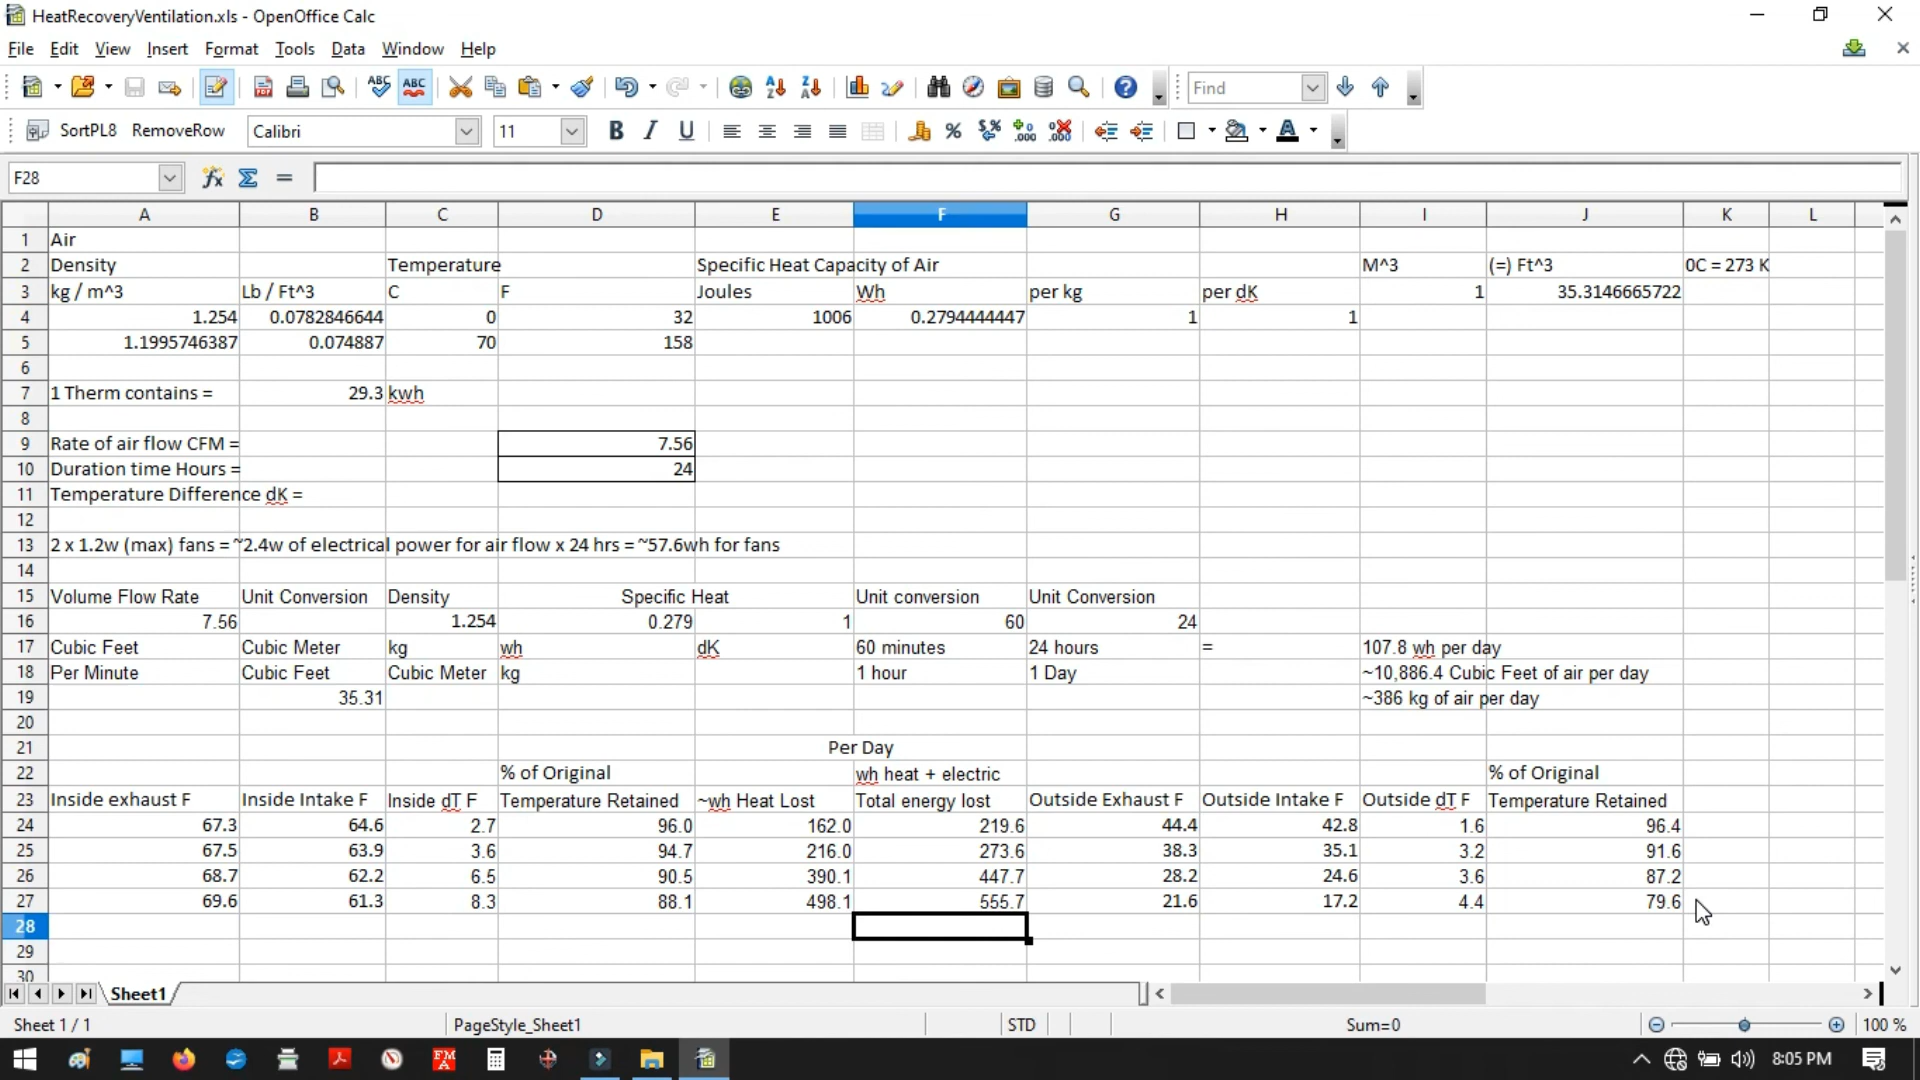 HeatRecoveryVentilation.xls - OpenOffice Calc
File Edit View Insert Format Tools Data Window Help
Find
SortPL8 RemoveRow Calibri 11
F28
A B C D E F G H I J K L
1 Air
2 Density Temperature Specific Heat Capacity of Air M^3 (=) Ft^3 0C = 273 K
3 kg / m^3 Lb / Ft^3 C F Joules Wh per kg per dK 1 35.3146665722
4 1.254 0.0782846644 0 32 1006 0.2794444447 1 1
5 1.1995746387 0.074887 70 158
6
7 1 Therm contains = 29.3 kwh
8
9 Rate of air flow CFM = 7.56
10 Duration time Hours = 24
11 Temperature Difference dK =
12
13 2 x 1.2w (max) fans = ~2.4w of electrical power for air flow x 24 hrs = ~57.6wh for fans
14
15 Volume Flow Rate Unit Conversion Density Specific Heat Unit conversion Unit Conversion
16 7.56 1.254 0.279 1 60 24
17 Cubic Feet Cubic Meter kg wh dK 60 minutes 24 hours = 107.8 wh per day
18 Per Minute Cubic Feet Cubic Meter kg 1 hour 1 Day ~10,886.4 Cubic Feet of air per day
19 35.31 ~386 kg of air per day
20
21 Per Day
22 % of Original wh heat + electric % of Original
23 Inside exhaust F Inside Intake F Inside dT F Temperature Retained ~wh Heat Lost Total energy lost Outside Exhaust F Outside Intake F Outside dT F Temperature Retained
24 67.3 64.6 2.7 96.0 162.0 219.6 44.4 42.8 1.6 96.4
25 67.5 63.9 3.6 94.7 216.0 273.6 38.3 35.1 3.2 91.6
26 68.7 62.2 6.5 90.5 390.1 447.7 28.2 24.6 3.6 87.2
27 69.6 61.3 8.3 88.1 498.1 555.7 21.6 17.2 4.4 79.6
28
29
30
Sheet1
Sheet 1 / 1 PageStyle_Sheet1 STD Sum=0 100 %
8:05 PM